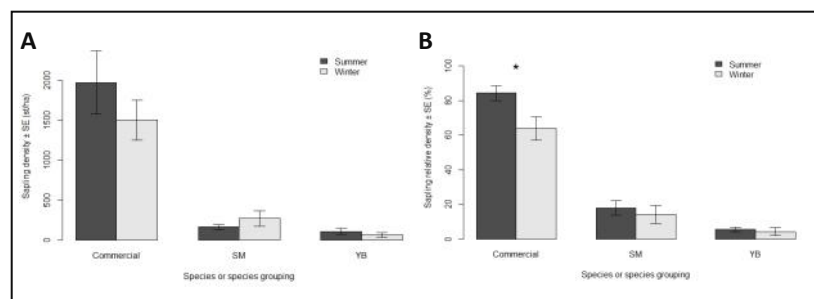 A
Summer
Winter
Sapling density ± SE (st/ha)
2000
1500
1000
500
0
Commercial
SM
YB
Species or species grouping
B
*
Summer
Winter
Sapling relative density ± SE (%)
100
80
60
40
20
0
Commercial
SM
YB
Species or species grouping